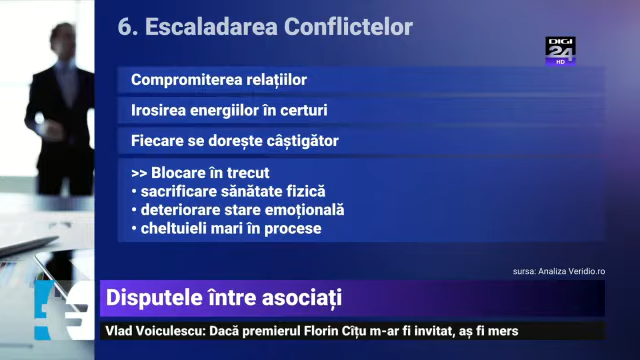 6. Escaladarea Conflictelor
DIGI
24
HD
Compromiterea relațiilor
Irosirea energiilor în certuri
Fiecare se dorește câștigător
>> Blocare în trecut
• sacrificare sănătate fizică
• deteriorare stare emoțională
• cheltuieli mari în procese
sursa: Analiza Veridio.ro
Disputele între asociați
Vlad Voiculescu: Dacă premierul Florin Cîțu m-ar fi invitat, aș fi mers